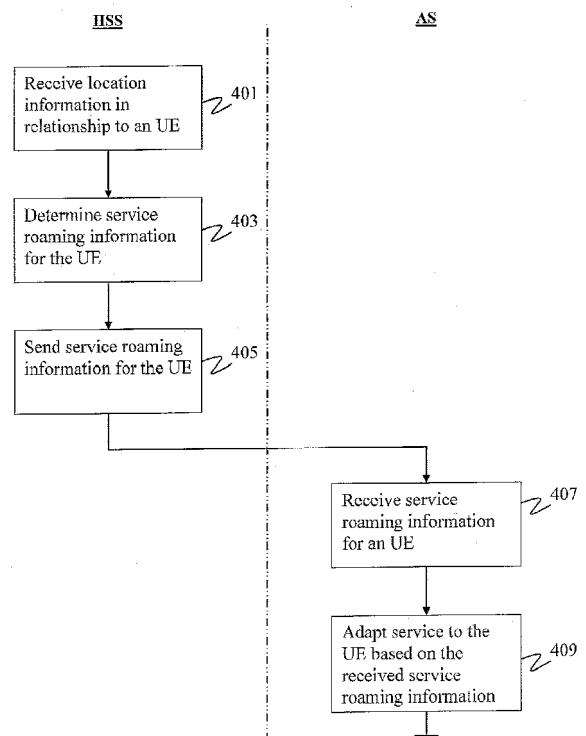 HSS
AS
Receive location
information in
relationship to an UE
401
Determine service
roaming information
for the UE
403
Send service roaming
information for the UE
405
Receive service
roaming information
for an UE
407
Adapt service to the
UE based on the
received service
roaming information
409